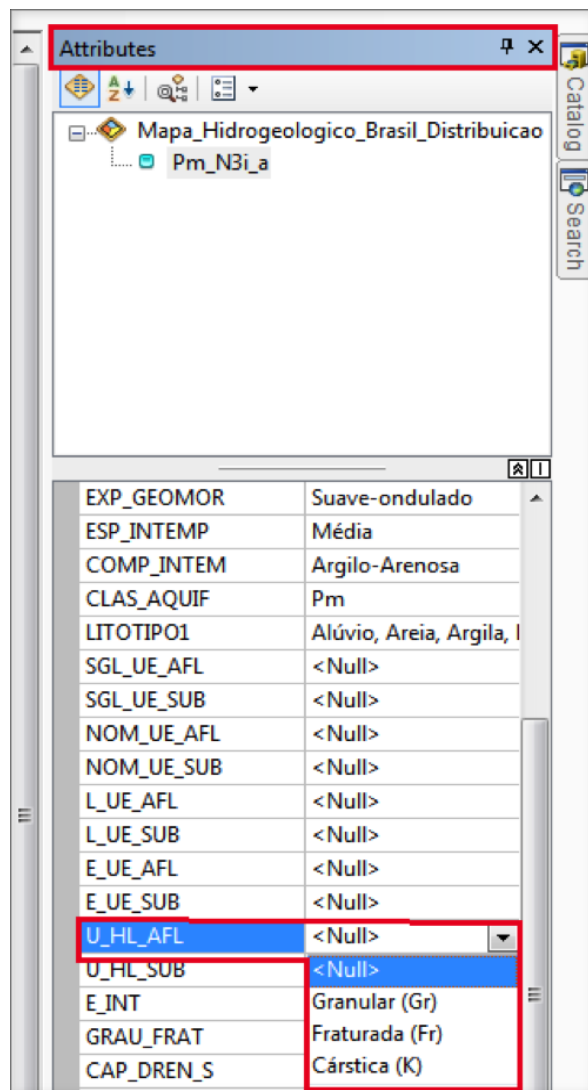 Attributes
Catalog
Search
Mapa_Hidrogeologico_Brasil_Distribuicao
Pm_N3i_a
EXP_GEOMOR Suave-ondulado
ESP_INTEMP Média
COMP_INTEM Argilo-Arenosa
CLAS_AQUIF Pm
LITOTIPO1 Alúvio, Areia, Argila,
SGL_UE_AFL <Null>
SGL_UE_SUB <Null>
NOM_UE_AFL <Null>
NOM_UE_SUB <Null>
L_UE_AFL <Null>
L_UE_SUB <Null>
E_UE_AFL <Null>
E_UE_SUB <Null>
U_HL_AFL <Null>
U_HL_SUB <Null>
E_INT Granular (Gr)
GRAU_FRAT Fraturada (Fr)
CAP_DREN_S Cárstica (K)